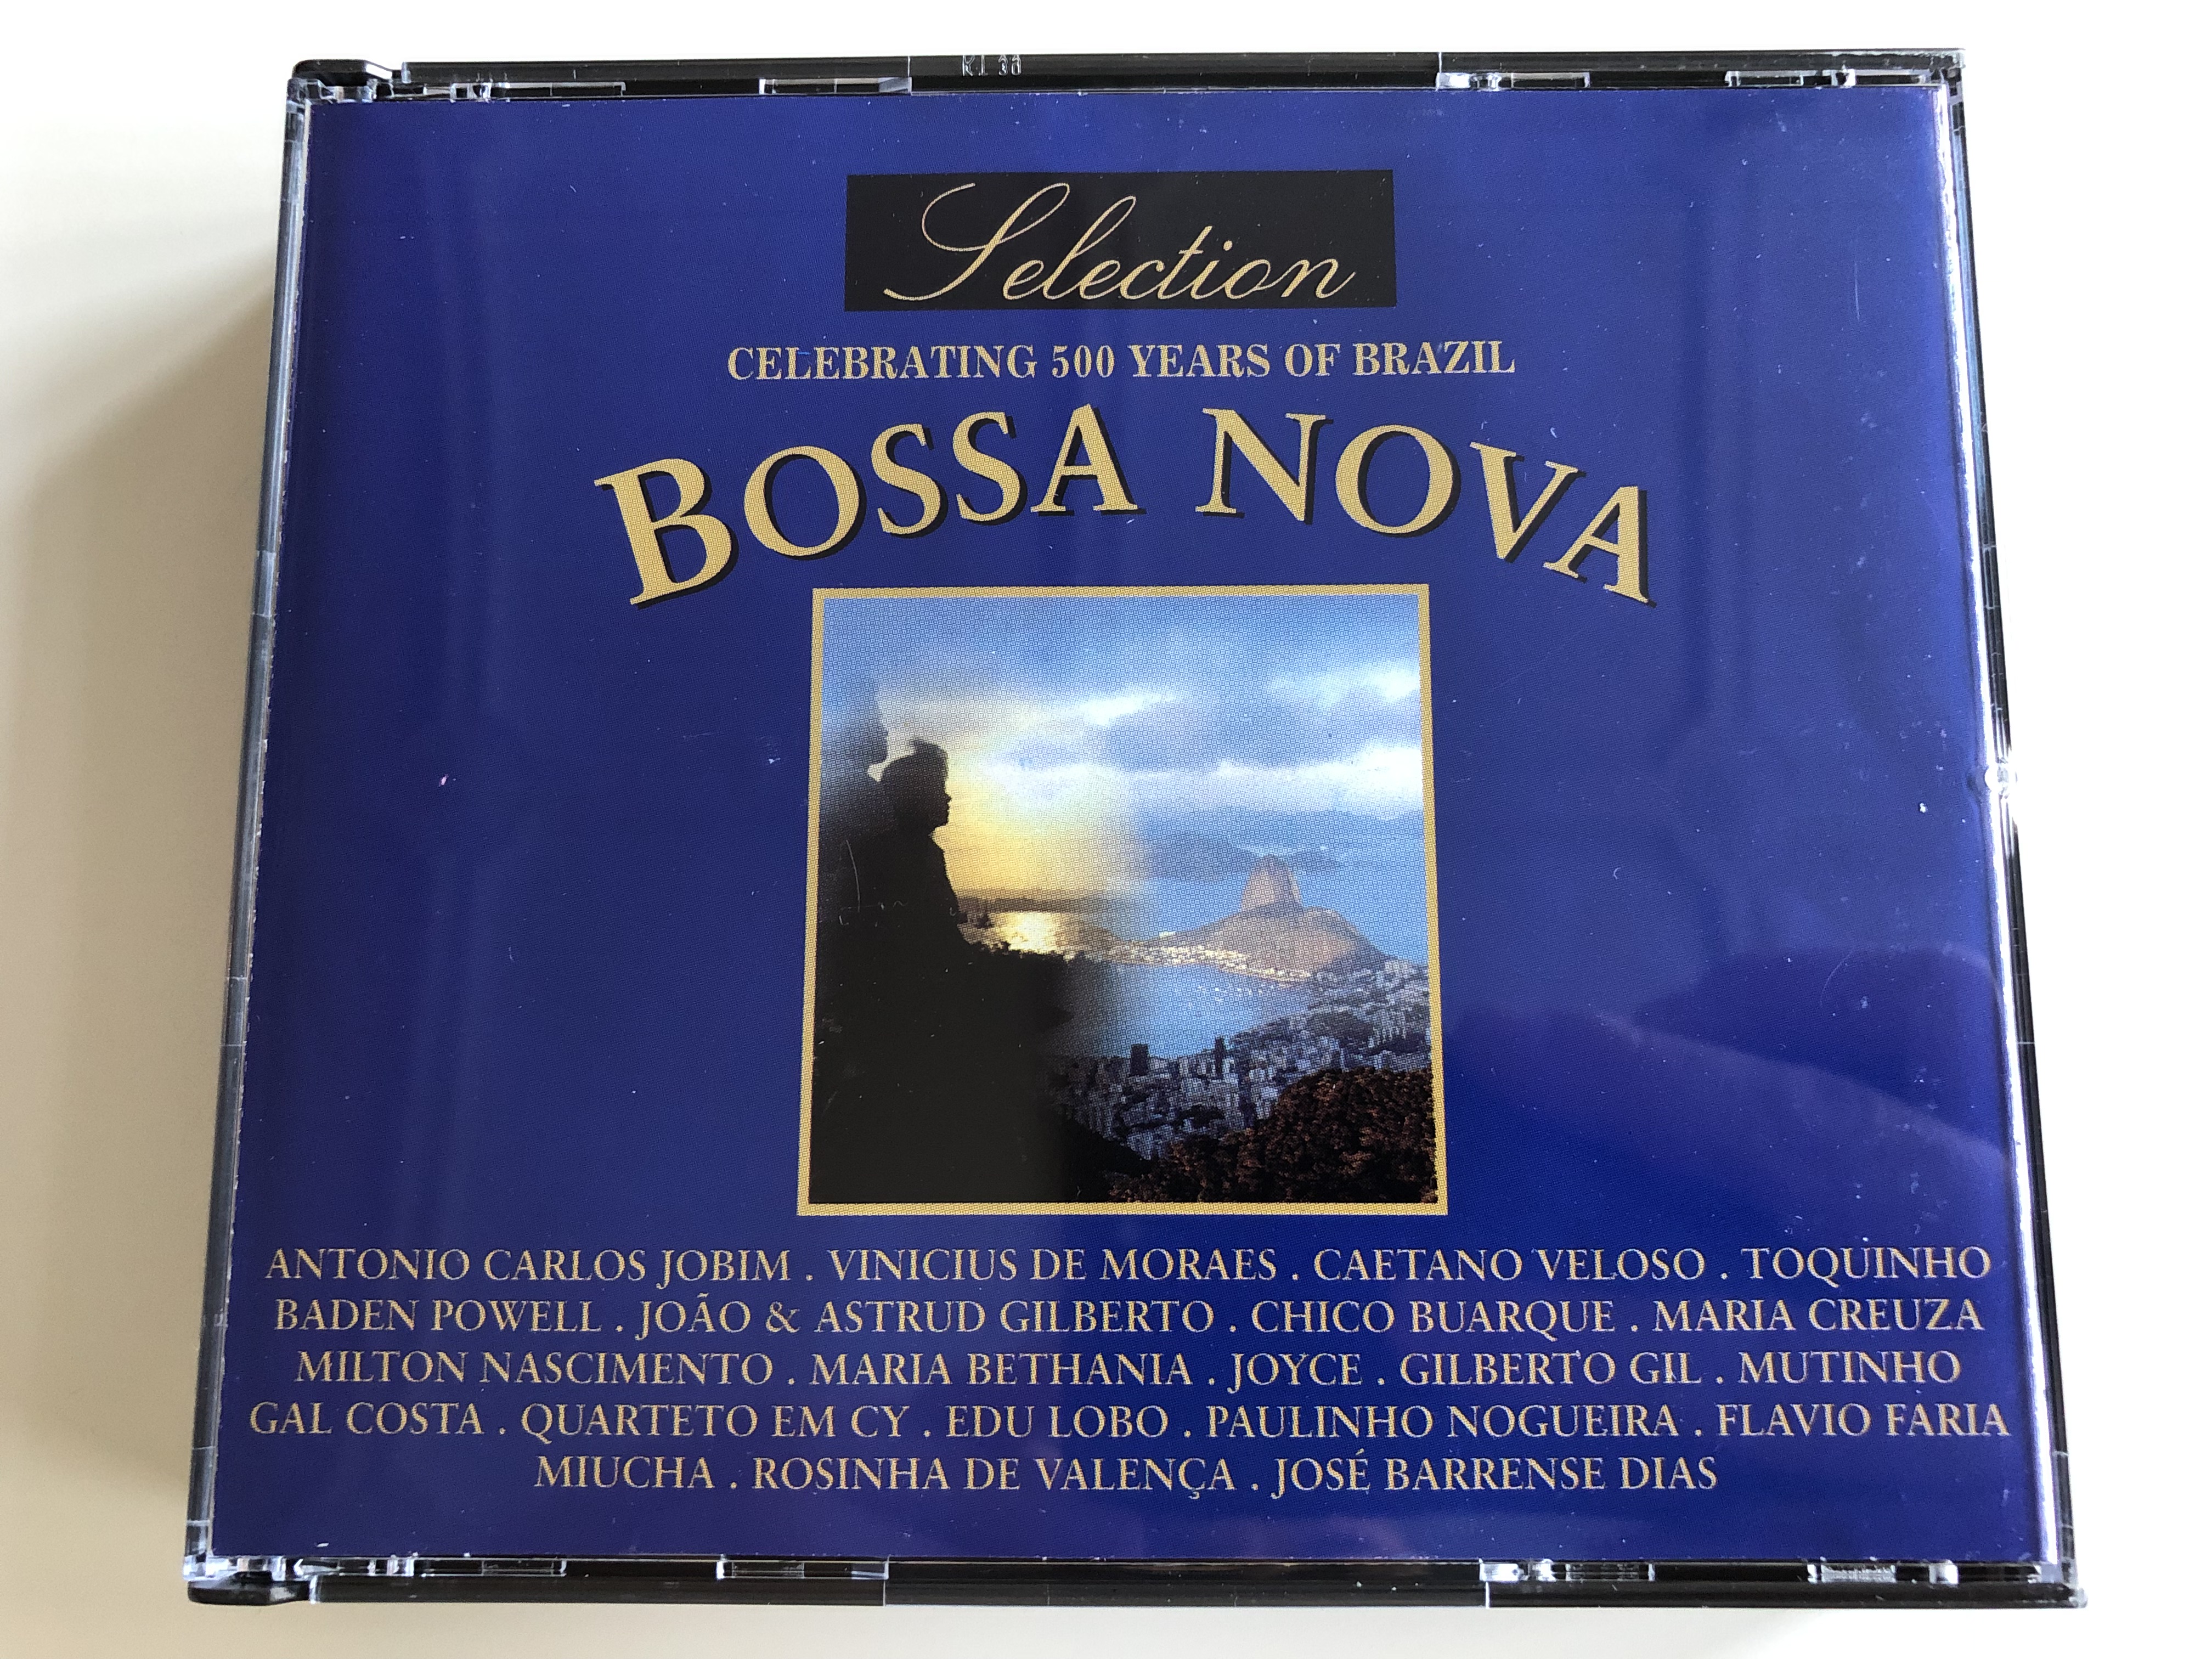 Selection
CELEBRATING 500 YEARS OF BRAZIL
BOSSA NOVA
ANTONIO CARLOS JOBIM . VINICIUS DE MORAES . CAETANO VELOSO . TOQUINHO
BADEN POWELL . JOÃO & ASTRUD GILBERTO . CHICO BUARQUE . MARIA CREUZA
MILTON NASCIMENTO . MARIA BETHANIA . JOYCE . GILBERTO GIL . MUTINHO
GAL COSTA . QUARTETO EM CY . EDU LOBO . PAULINHO NOGUEIRA . FLAVIO FARIA
MIUCHA . ROSINHA DE VALENÇA . JOSÉ BARRENSE DIAS